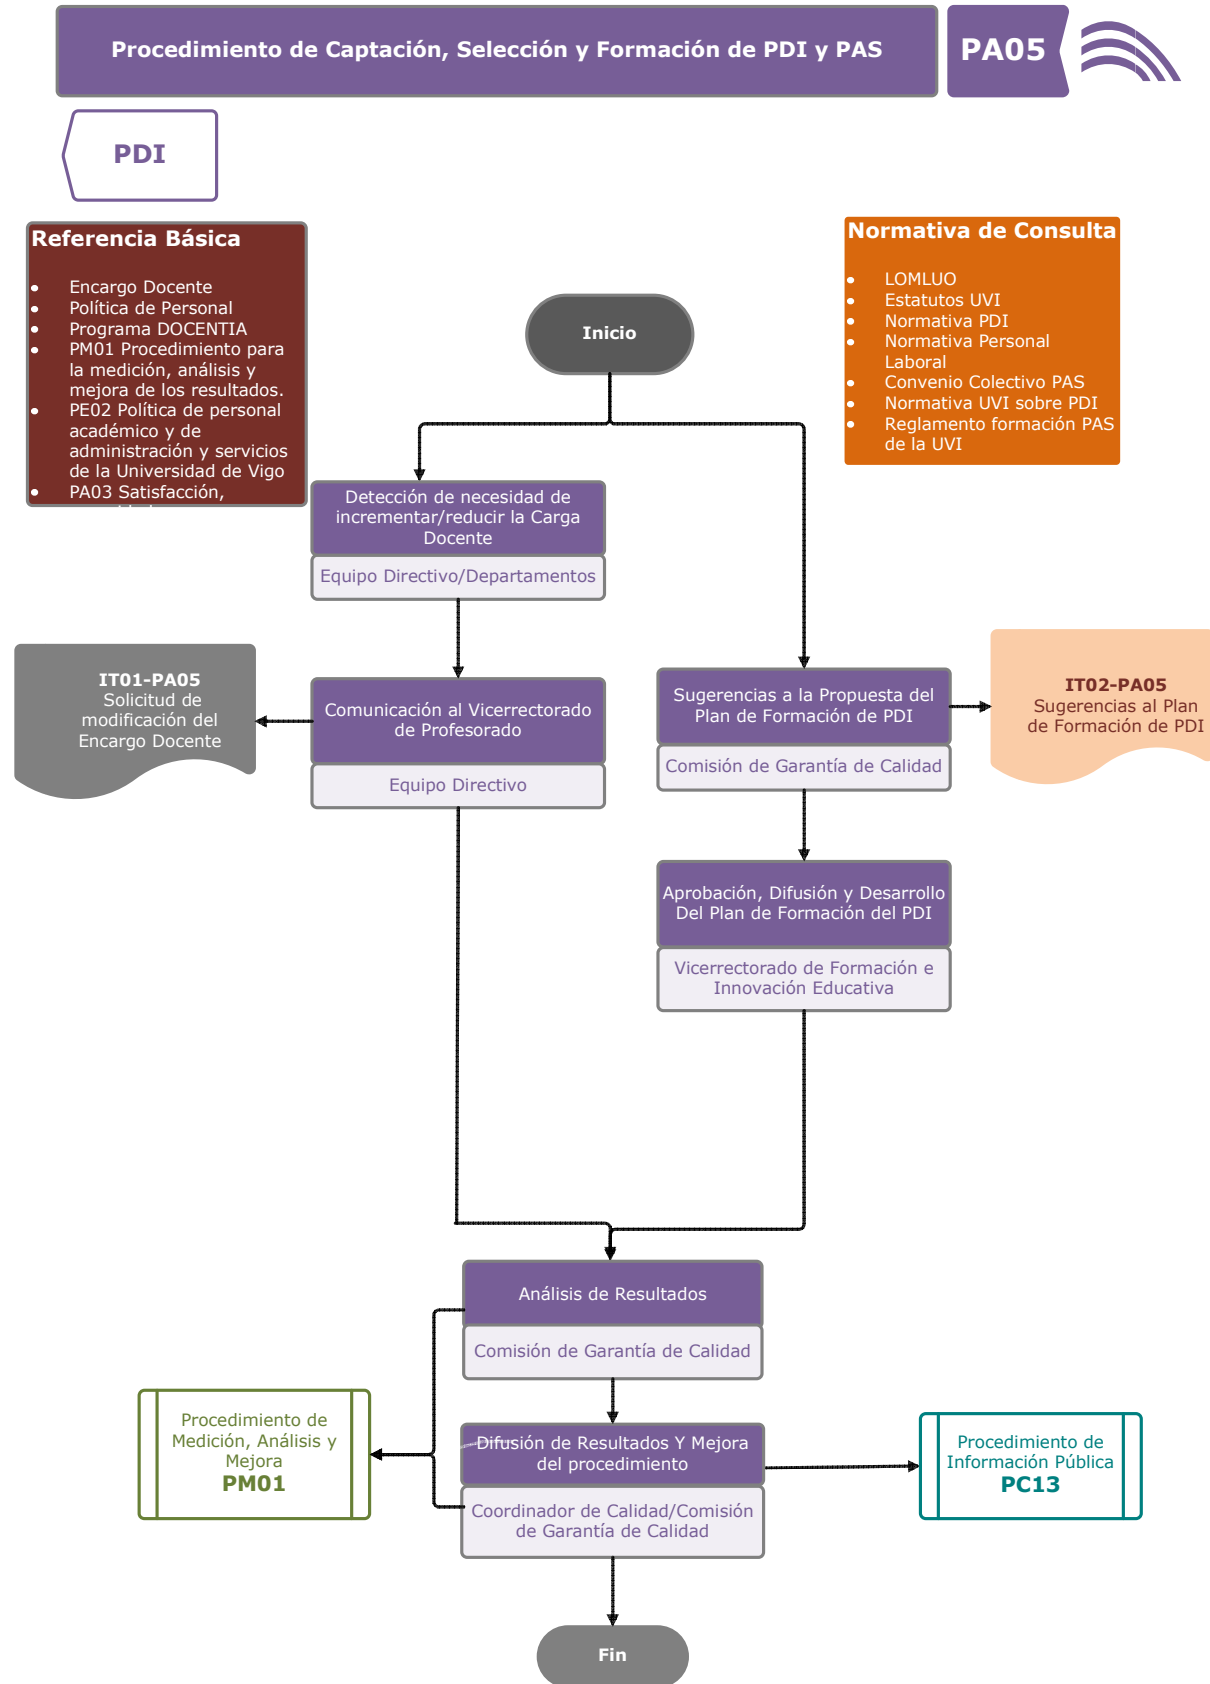 Procedimiento de Captación, Selección y Formación de PDI y PAS
PA05
PDI
Referencia Básica
• Encargo Docente
• Política de Personal
• Programa DOCENTIA
• PM01 Procedimiento para
la medición, análisis y
mejora de los resultados.
• PE02 Política de personal
académico y de
administración y servicios
de la Universidad de Vigo
• PA03 Satisfacción,
Normativa de Consulta
• LOMLUO
• Estatutos UVI
• Normativa PDI
• Normativa Personal
Laboral
• Convenio Colectivo PAS
• Normativa UVI sobre PDI
• Reglamento formación PAS
de la UVI
Inicio
Detección de necesidad de
incrementar/reducir la Carga
Docente
Equipo Directivo/Departamentos
IT01-PA05
Solicitud de
modificación del
Encargo Docente
Comunicación al Vicerrectorado
de Profesorado
Equipo Directivo
Sugerencias a la Propuesta del
Plan de Formación de PDI
Comisión de Garantía de Calidad
IT02-PA05
Sugerencias al Plan
de Formación de PDI
Aprobación, Difusión y Desarrollo
Del Plan de Formación del PDI
Vicerrectorado de Formación e
Innovación Educativa
Análisis de Resultados
Comisión de Garantía de Calidad
Procedimiento de
Medición, Análisis y
Mejora
PM01
Difusión de Resultados Y Mejora
del procedimiento
Coordinador de Calidad/Comisión
de Garantía de Calidad
Procedimiento de
Información Pública
PC13
Fin